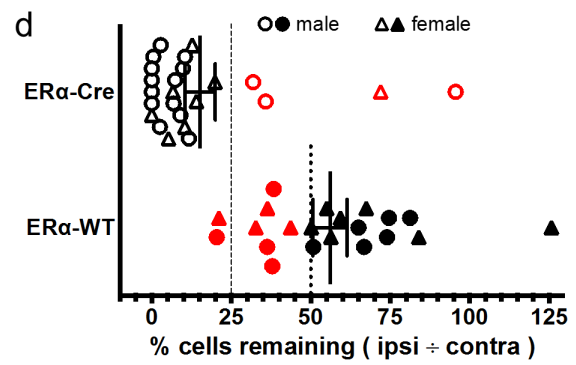 d
male female
ERα-Cre
ERα-WT
0 25 50 75 100 125
% cells remaining ( ipsi ÷ contra )